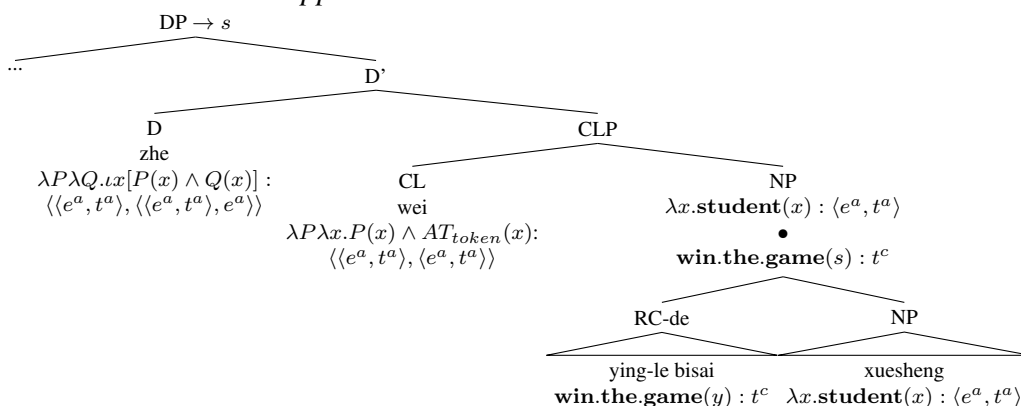 DP → s
...
D'
D
zhe
λPλQ.ιx[P(x) ∧ Q(x)] :
⟨⟨e^a, t^a⟩, ⟨⟨e^a, t^a⟩, e^a⟩⟩
CLP
CL
wei
λPλx.P(x) ∧ AT_token(x):
⟨⟨e^a, t^a⟩, ⟨e^a, t^a⟩⟩
NP
λx.student(x) : ⟨e^a, t^a⟩
•
win.the.game(s) : t^c
RC-de
NP
ying-le bisai
xuesheng
win.the.game(y) : t^c
λx.student(x) : ⟨e^a, t^a⟩